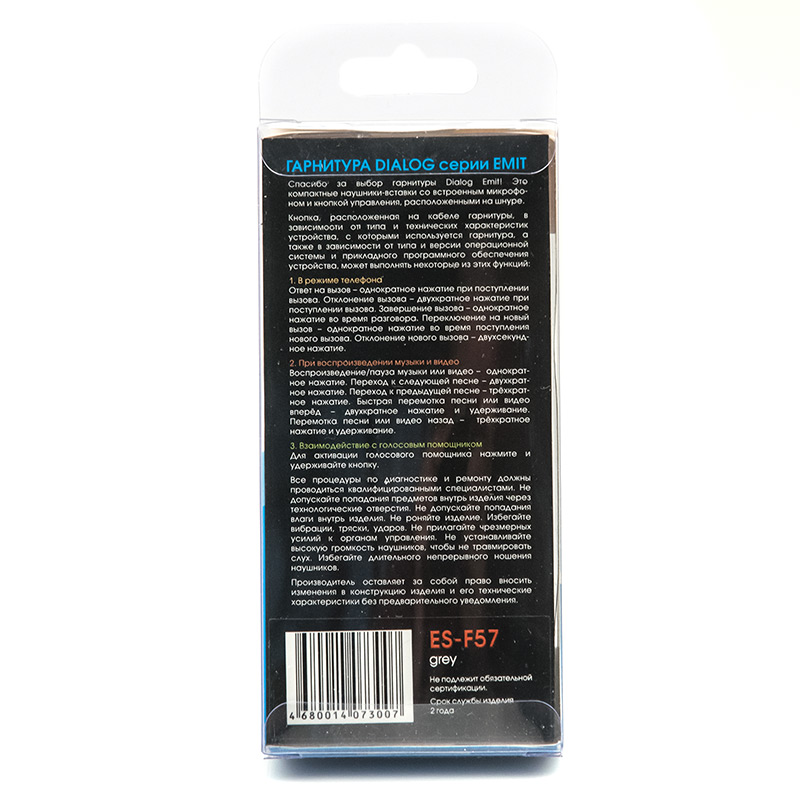 ГАРНИТУРА DIALOG серии EMIT
Спасибо за выбор гарнитуры Dialog Emit! Это
компактные наушники-вставки со встроенным микрофо-
ном и кнопкой управления, расположенными на шнуре.
Кнопка, расположенная на кабеле гарнитуры, в
зависимости от типа и технических характеристик
устройства, с которыми используется гарнитура, а
также в зависимости от типа и версии операционной
системы и прикладного программного обеспечения
устройства, может выполнять некоторые из этих функций:
1. В режиме телефона
Ответ на вызов – однократное нажатие при поступлении
вызова. Отклонение вызова – двухкратное нажатие при
поступлении вызова. Завершение вызова – однократное
нажатие во время разговора. Переключение на новый
вызов – однократное нажатие во время поступления
нового вызова. Отклонение нового вызова – двухсекунд-
ное нажатие.
2. При воспроизведении музыки и видео
Воспроизведение/пауза музыки или видео – однократ-
ное нажатие. Переход к следующей песне – двухкрат-
ное нажатие. Переход к предыдущей песне – трёхкрат-
ное нажатие. Быстрая перемотка песни или видео
вперёд – двухкратное нажатие и удерживание.
Перемотка песни или видео назад – трёхкратное
нажатие и удерживание.
3. Взаимодействие с голосовым помощником
Для активации голосового помощника нажмите и
удерживайте кнопку.
Все процедуры по диагностике и ремонту должны
проводиться квалифицированными специалистами. Не
допускайте попадания предметов внутрь изделия через
технологические отверстия. Не допускайте попадания
влаги внутрь изделия. Не роняйте изделие. Избегайте
вибрации, тряски, ударов. Не прилагайте чрезмерных
усилий к органам управления. Не устанавливайте
высокую громкость наушников, чтобы не травмировать
слух. Избегайте длительного непрерывного ношения
наушников.
Производитель оставляет за собой право вносить
изменения в конструкцию изделия и его технические
характеристики без предварительного уведомления.
ES-F57
grey
Не подлежит обязательной
сертификации.
Срок службы изделия
2 года
4 680014 073007